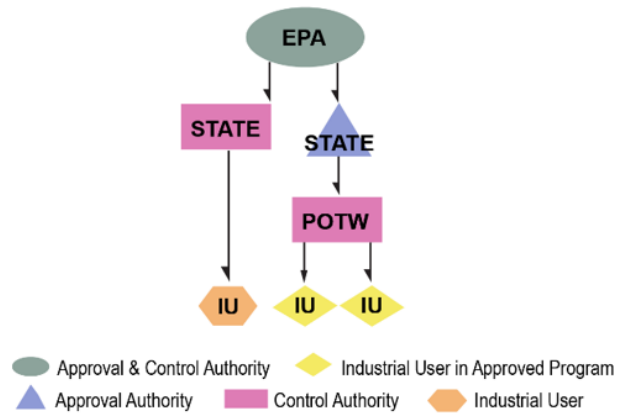 EPA
STATE
STATE
POTW
IU
IU
IU
Approval & Control Authority
Industrial User in Approved Program
Approval Authority
Control Authority
Industrial User